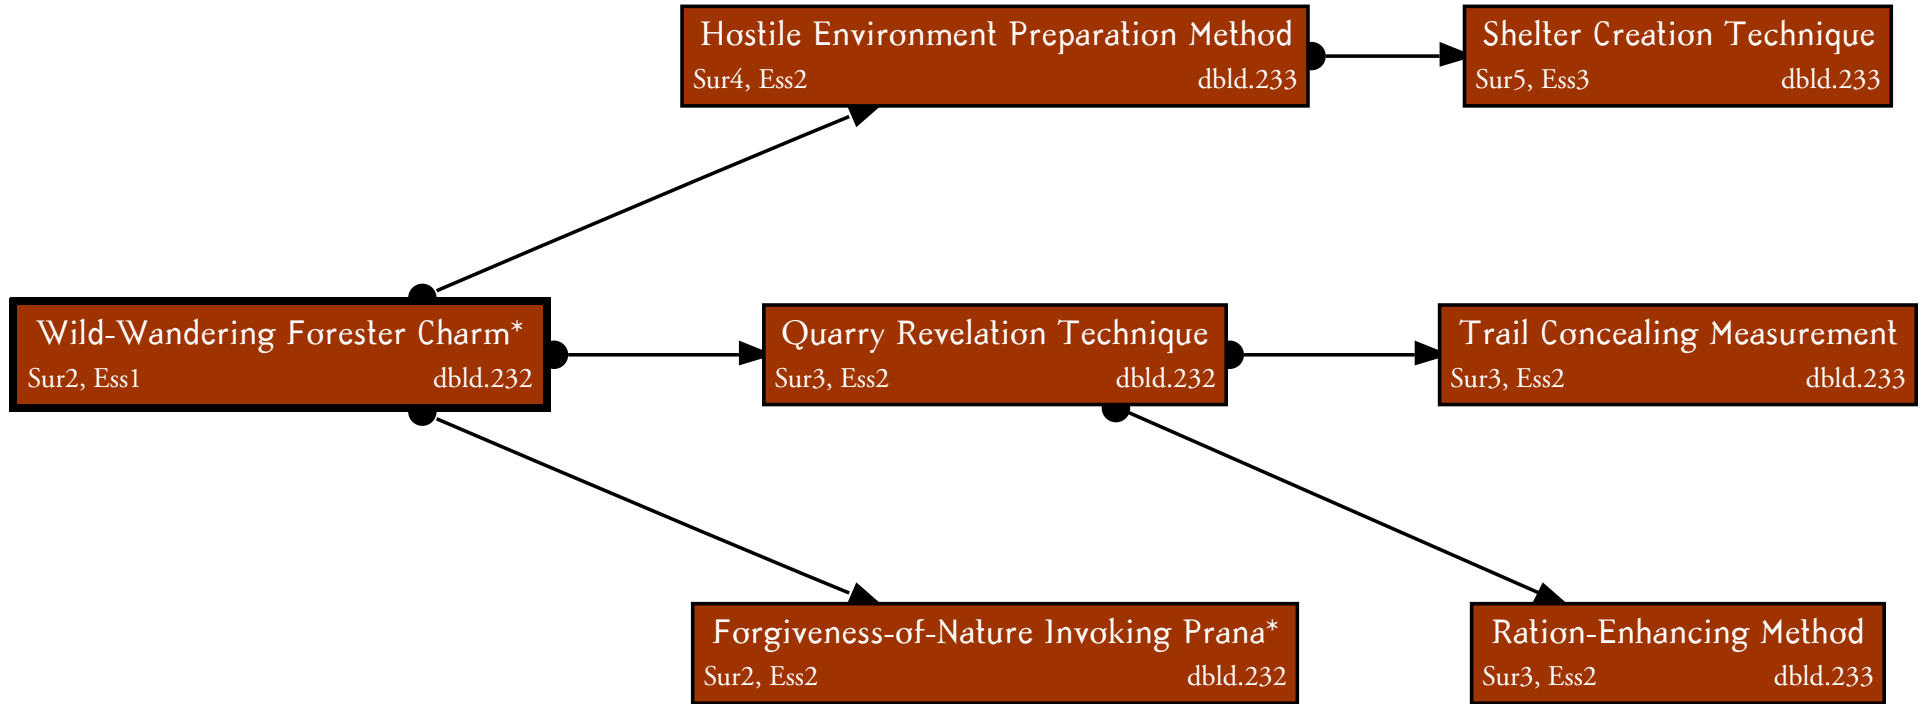 Hostile Environment Preparation Method
Sur4, Ess2 dbld.233
Shelter Creation Technique
Sur5, Ess3 dbld.233
Wild-Wandering Forester Charm*
Sur2, Ess1 dbld.232
Quarry Revelation Technique
Sur3, Ess2 dbld.232
Trail Concealing Measurement
Sur3, Ess2 dbld.233
Forgiveness-of-Nature Invoking Prana*
Sur2, Ess2 dbld.232
Ration-Enhancing Method
Sur3, Ess2 dbld.233